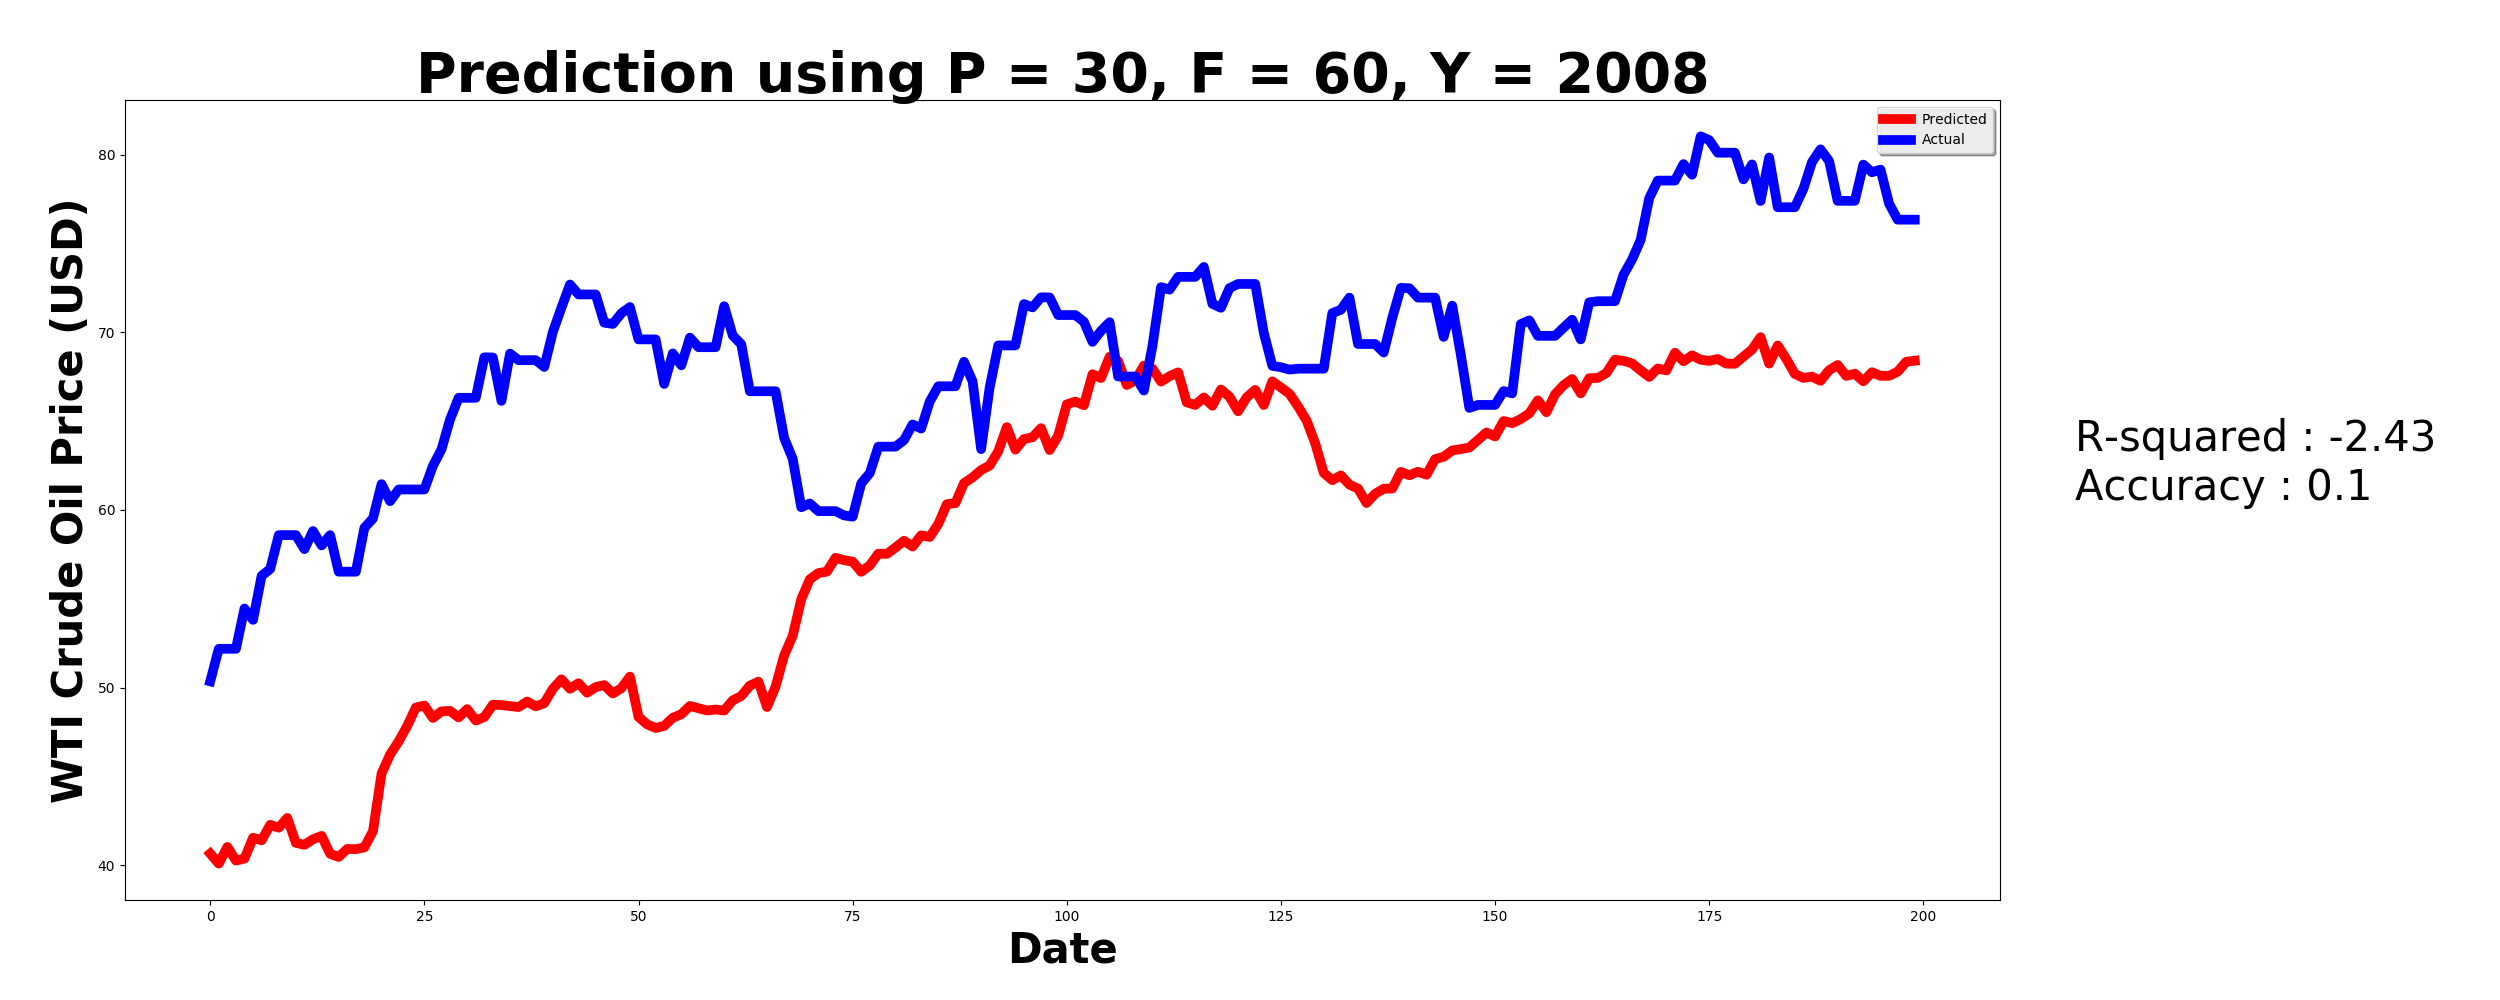 Prediction using P = 30, F = 60, Y = 2008
Predicted
Actual
80
70
60
50
40
WTI Crude Oil Price (USD)
0 25 50 75 100 125 150 175 200
Date
R-squared : -2.43
Accuracy : 0.1